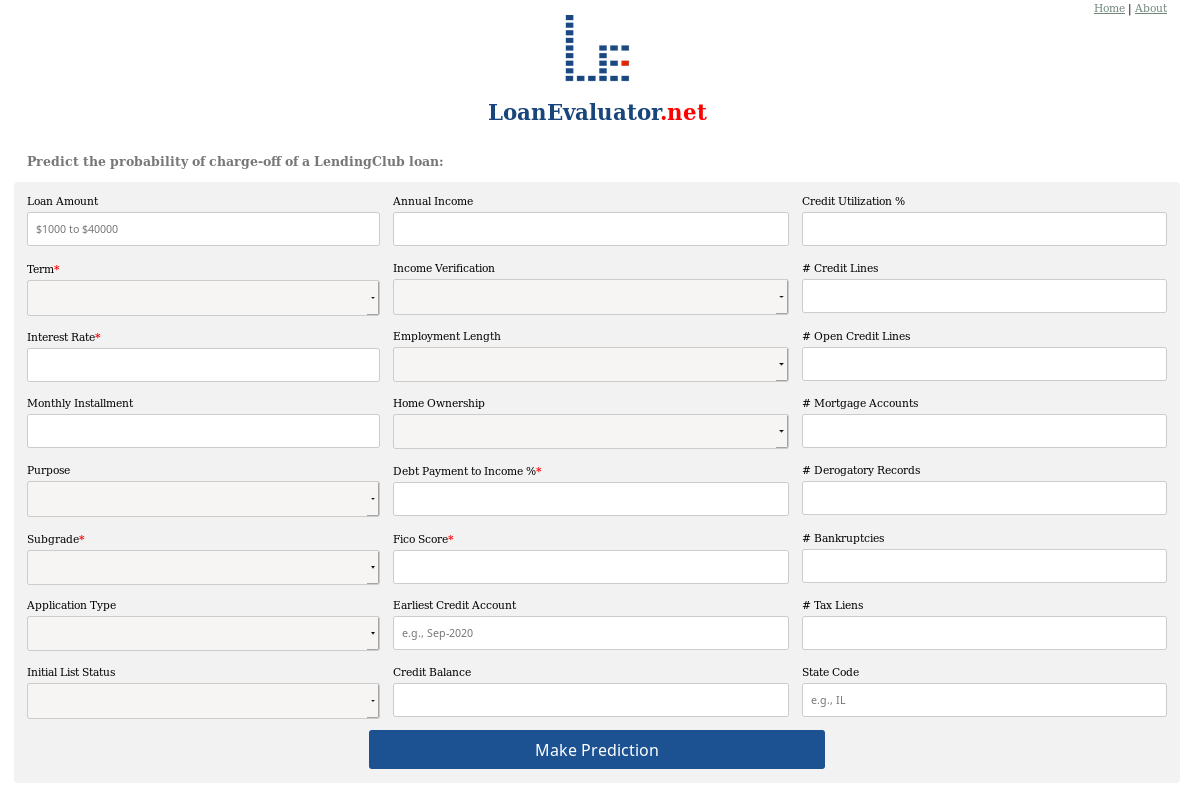 Home | About
LE
LoanEvaluator.net
Predict the probability of charge-off of a LendingClub loan:
Loan Amount
$1000 to $40000
Term*
Interest Rate*
Monthly Installment
Purpose
Subgrade*
Application Type
Initial List Status
Annual Income
Income Verification
Employment Length
Home Ownership
Debt Payment to Income %*
Fico Score*
Earliest Credit Account
e.g., Sep-2020
Credit Balance
Credit Utilization %
# Credit Lines
# Open Credit Lines
# Mortgage Accounts
# Derogatory Records
# Bankruptcies
# Tax Liens
State Code
e.g., IL
Make Prediction